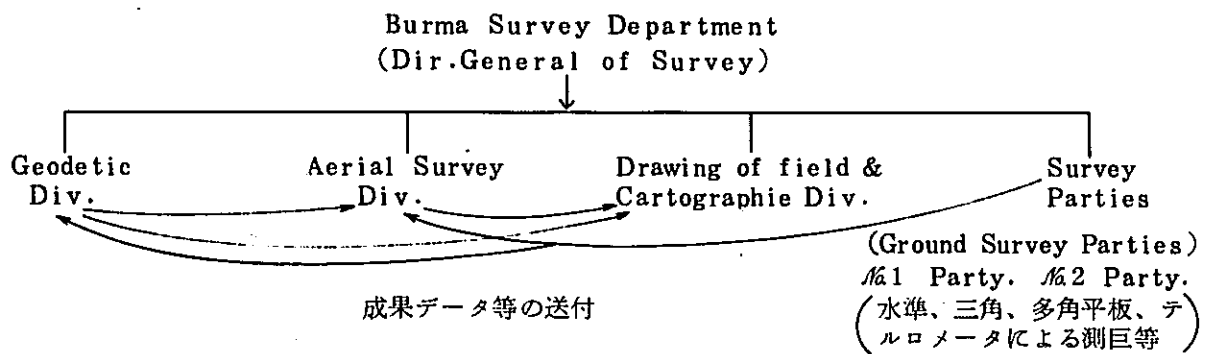 Burma Survey Department
(Dir.General of Survey)
Geodetic Div.
Aerial Survey Div.
Drawing of field & Cartographie Div.
Survey Parties
(Ground Survey Parties)
№1 Party. №2 Party.
(水準、三角、多角平板、テ
ルロメータによる測巨等)
成果データ等の送付